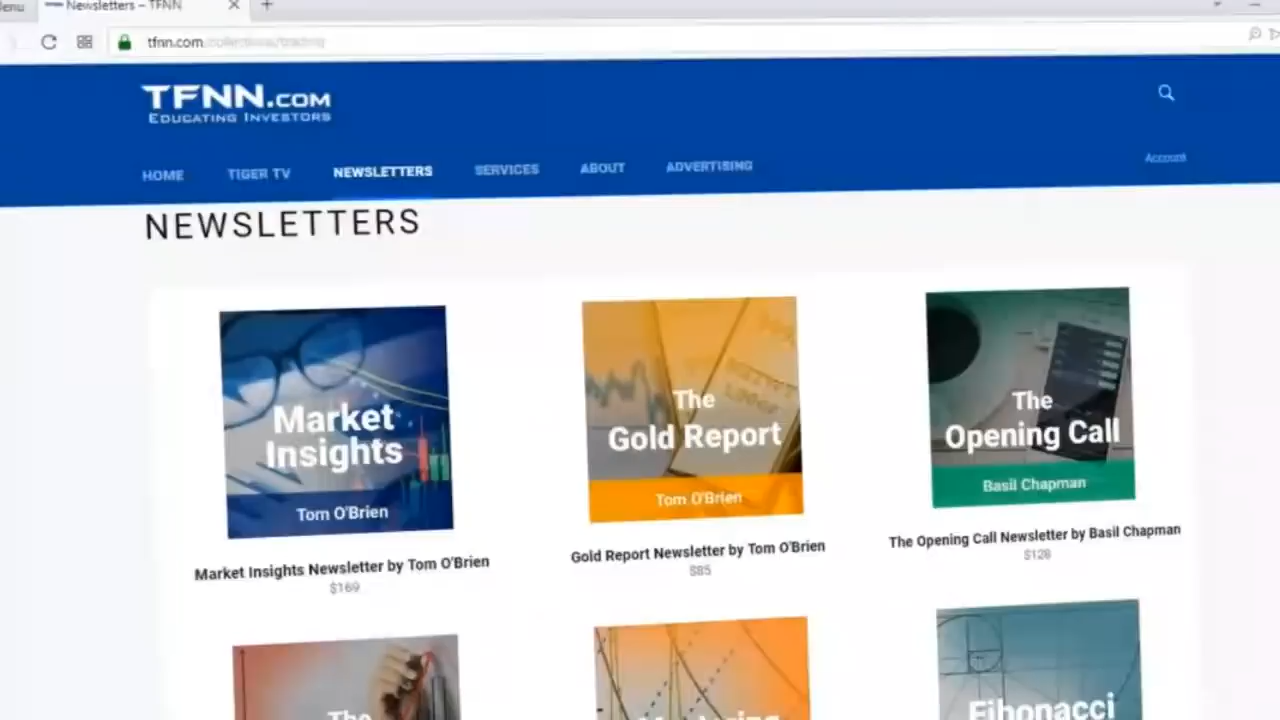 Newsletters – TFNN
tfnn.com
TFNN.COM
EDUCATING INVESTORS
Account
HOME TIGER TV NEWSLETTERS SERVICES ABOUT ADVERTISING
NEWSLETTERS
Market
Insights
Tom O'Brien
Market Insights Newsletter by Tom O'Brien
$169
The
Gold Report
Tom O'Brien
Gold Report Newsletter by Tom O'Brien
$85
The
Opening Call
Basil Chapman
The Opening Call Newsletter by Basil Chapman
$128
The
Fibonacci